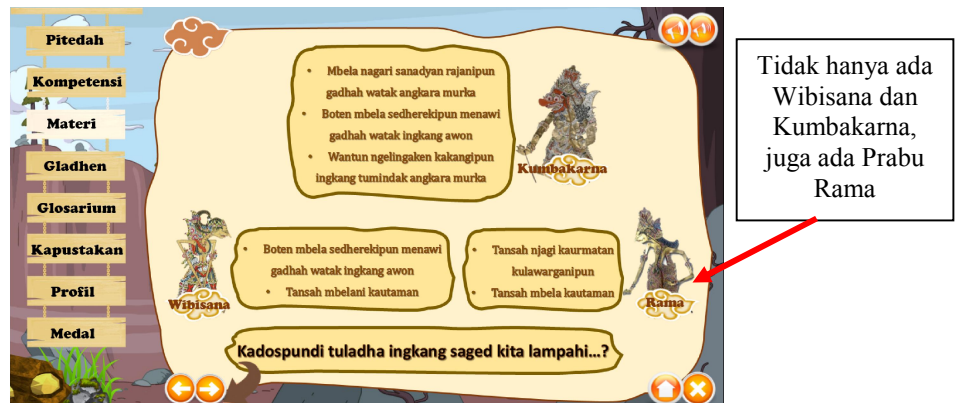 Pitedah
Kompetensi
Materi
Gladhen
Glosarium
Kapustakan
Profil
Medal
• Mbela nagari sanadyan rajanipun
gadhah watak angkara murka
• Boten mbela sedherekipun menawi
gadhah watak ingkang awon
• Wantun ngelingaken kakangipun
ingkang tumindak angkara murka
Kumbakarna
Wibisana
• Boten mbela sedherekipun menawi
gadhah watak ingkang awon
• Tansah mbelani kautaman
• Tansah njagi kaurmatan
kulawarganipun
• Tansah mbela kautaman
Rama
Kadospundi tuladha ingkang saged kita lampahi...?
Tidak hanya ada
Wibisana dan
Kumbakarna,
juga ada Prabu
Rama